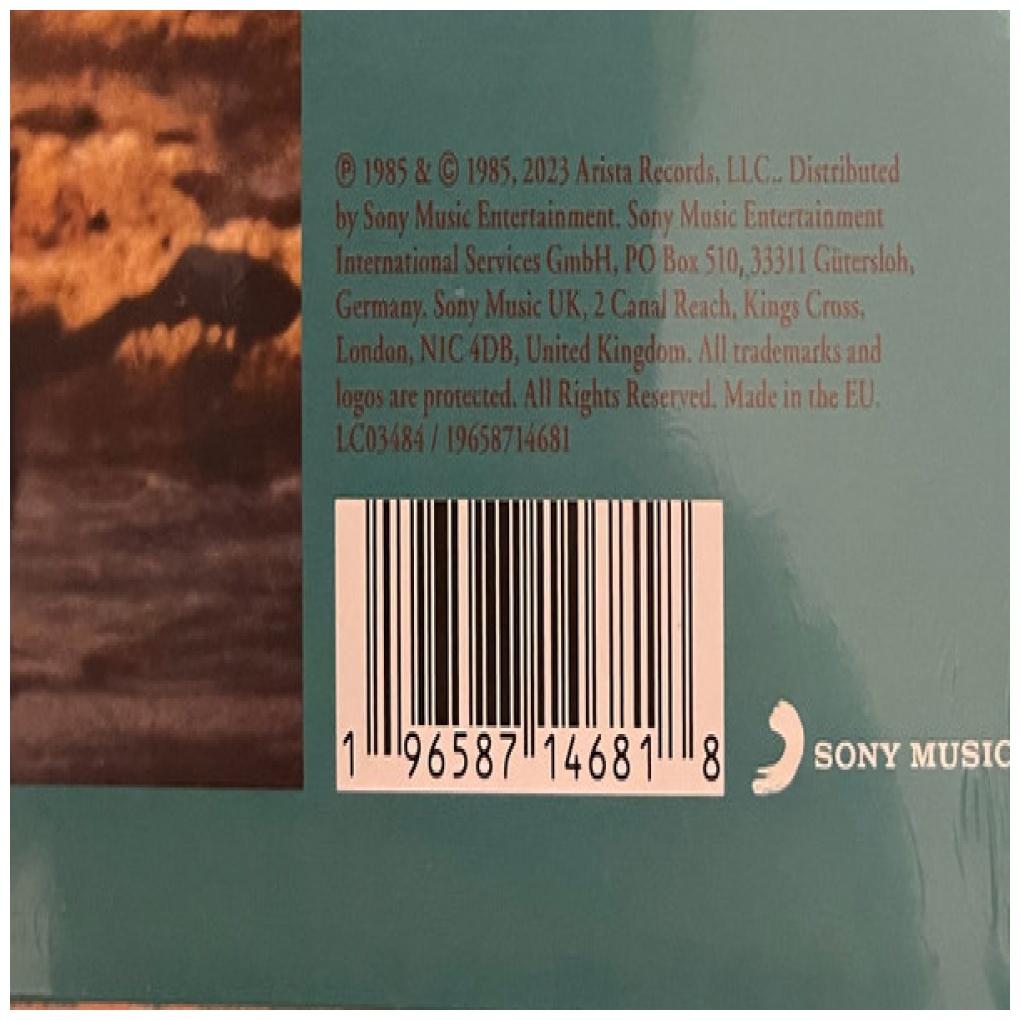 ℗ 1985 & © 1985, 2023 Arista Records, LLC.. Distributed
by Sony Music Entertainment. Sony Music Entertainment
International Services GmbH, PO Box 510, 33311 Gütersloh,
Germany. Sony Music UK, 2 Canal Reach, Kings Cross,
London, N1C 4DB, United Kingdom. All trademarks and
logos are protected. All Rights Reserved. Made in the EU.
LC03484 / 19658714681
1 96587 14681 8
SONY MUSIC